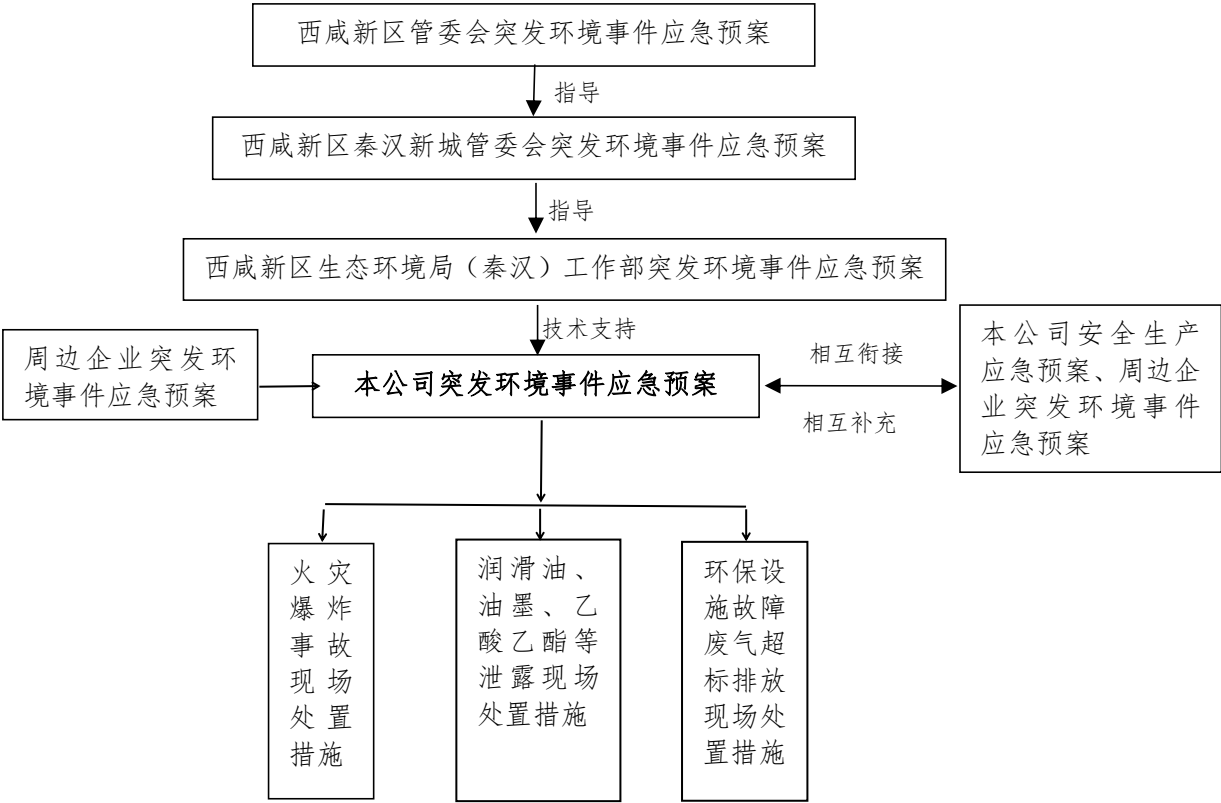 西咸新区管委会突发环境事件应急预案
指导
西咸新区秦汉新城管委会突发环境事件应急预案
指导
西咸新区生态环境局（秦汉）工作部突发环境事件应急预案
技术支持
周边企业突发环
境事件应急预案
本公司突发环境事件应急预案
相互衔接
相互补充
本公司安全生产
应急预案、周边企
业突发环境事件
应急预案
火灾
爆炸
事故
现场
处置
措施
润滑油、
油墨、乙
酸乙酯等
泄露现场
处置措施
环保设
施故障
废气超
标排放
现场处
置措施